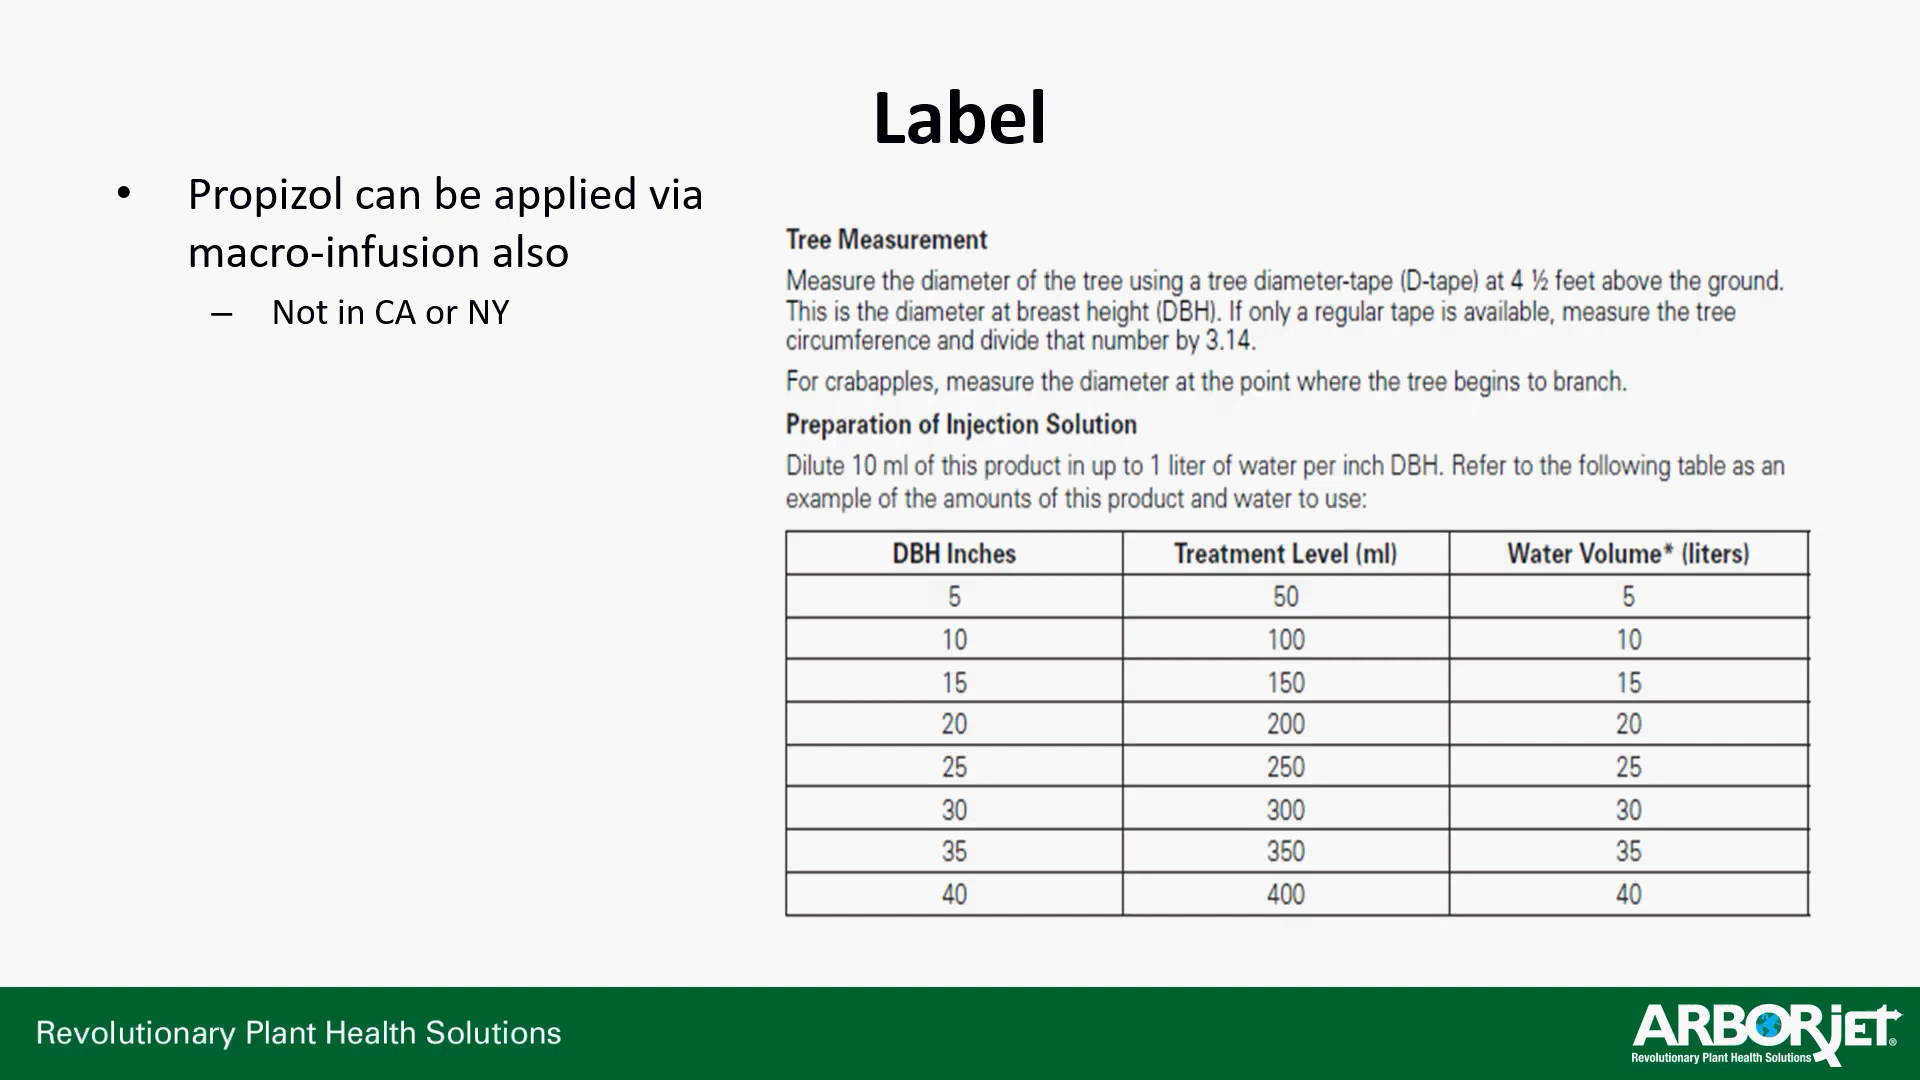 Label
• Propizol can be applied via
macro-infusion also
– Not in CA or NY
Tree Measurement
Measure the diameter of the tree using a tree diameter-tape (D-tape) at 4 ½ feet above the ground.
This is the diameter at breast height (DBH). If only a regular tape is available, measure the tree
circumference and divide that number by 3.14.
For crabapples, measure the diameter at the point where the tree begins to branch.
Preparation of Injection Solution
Dilute 10 ml of this product in up to 1 liter of water per inch DBH. Refer to the following table as an
example of the amounts of this product and water to use:
DBH Inches Treatment Level (ml) Water Volume* (liters)
5 50 5
10 100 10
15 150 15
20 200 20
25 250 25
30 300 30
35 350 35
40 400 40
Revolutionary Plant Health Solutions
ARBORjET®
Revolutionary Plant Health Solutions